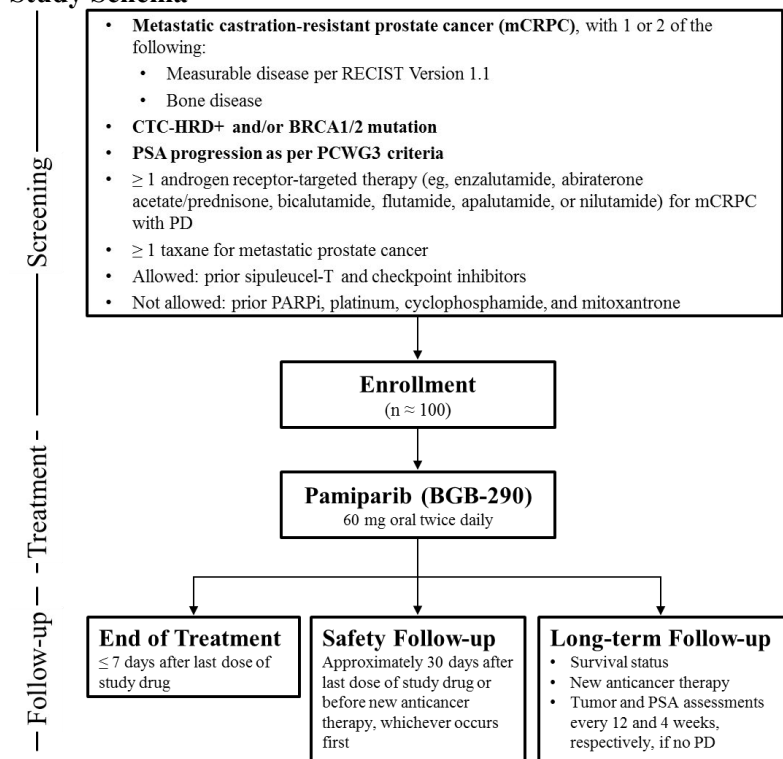 Study Schema
• Metastatic castration-resistant prostate cancer (mCRPC), with 1 or 2 of the
following:
• Measurable disease per RECIST Version 1.1
• Bone disease
• CTC-HRD+ and/or BRCA1/2 mutation
• PSA progression as per PCWG3 criteria
• ≥ 1 androgen receptor-targeted therapy (eg, enzalutamide, abiraterone
acetate/prednisone, bicalutamide, flutamide, apalutamide, or nilutamide) for mCRPC
with PD
• ≥ 1 taxane for metastatic prostate cancer
• Allowed: prior sipuleucel-T and checkpoint inhibitors
• Not allowed: prior PARPi, platinum, cyclophosphamide, and mitoxantrone
Screening
Enrollment
(n ≈ 100)
Treatment
Pamiparib (BGB-290)
60 mg oral twice daily
Follow-up
End of Treatment
≤ 7 days after last dose of
study drug
Safety Follow-up
Approximately 30 days after
last dose of study drug or
before new anticancer
therapy, whichever occurs
first
Long-term Follow-up
• Survival status
• New anticancer therapy
• Tumor and PSA assessments
every 12 and 4 weeks,
respectively, if no PD